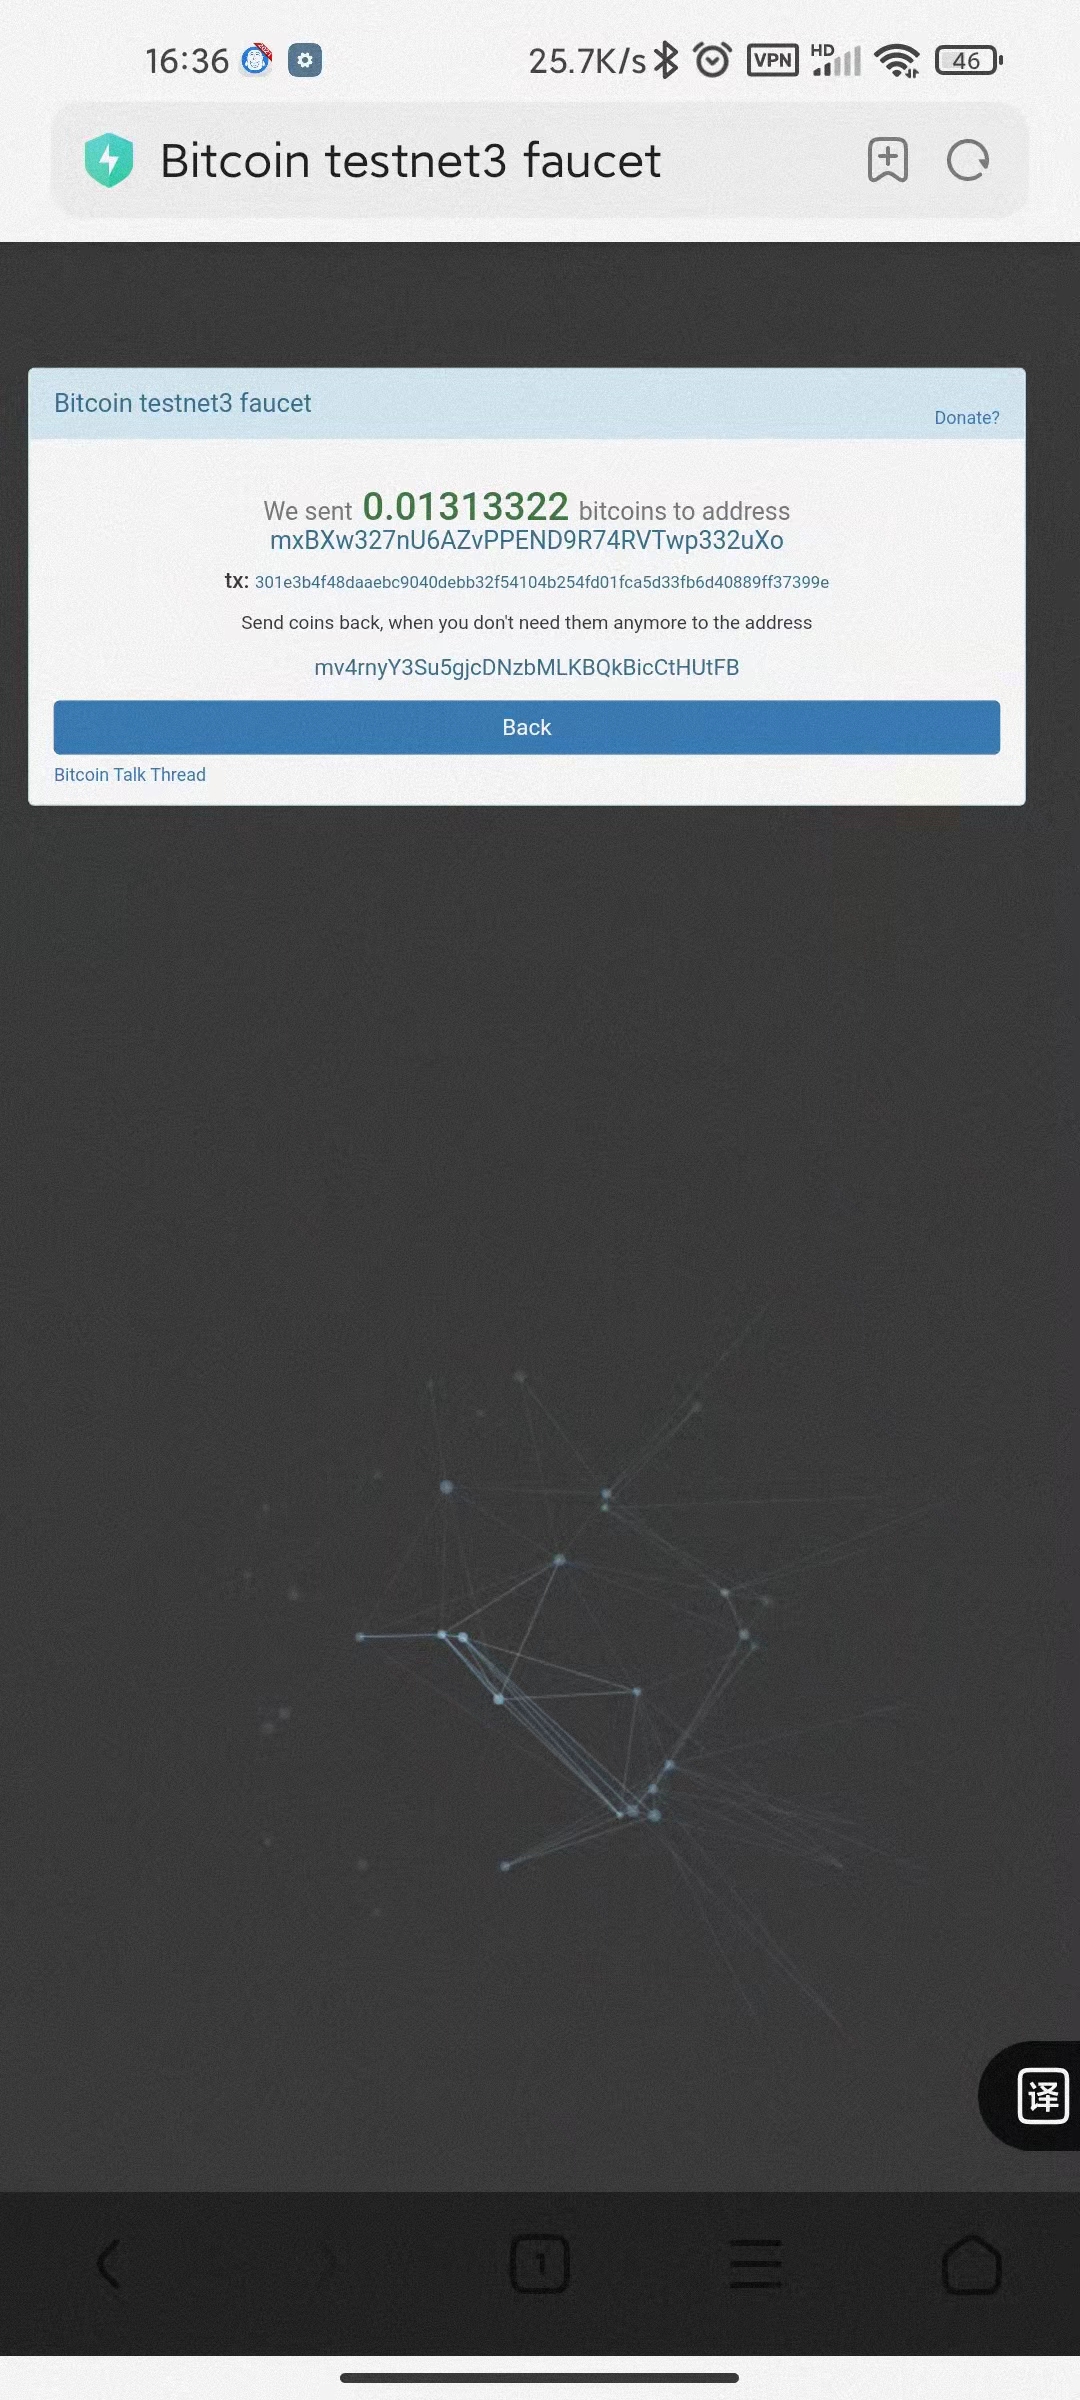 16:36 25.7K/s VPN HD 46
Bitcoin testnet3 faucet
Bitcoin testnet3 faucet
Donate?
We sent 0.01313322 bitcoins to address
mxBXw327nU6AZvPPEND9R74RVTwp332uXo
tx: 301e3b4f48daaebc9040debb32f54104b254fd01fca5d33fb6d40889ff37399e
Send coins back, when you don't need them anymore to the address
mv4rnyY3Su5gjcDNzbMLKBQkBicCtHUtFB
Back
Bitcoin Talk Thread
译
1